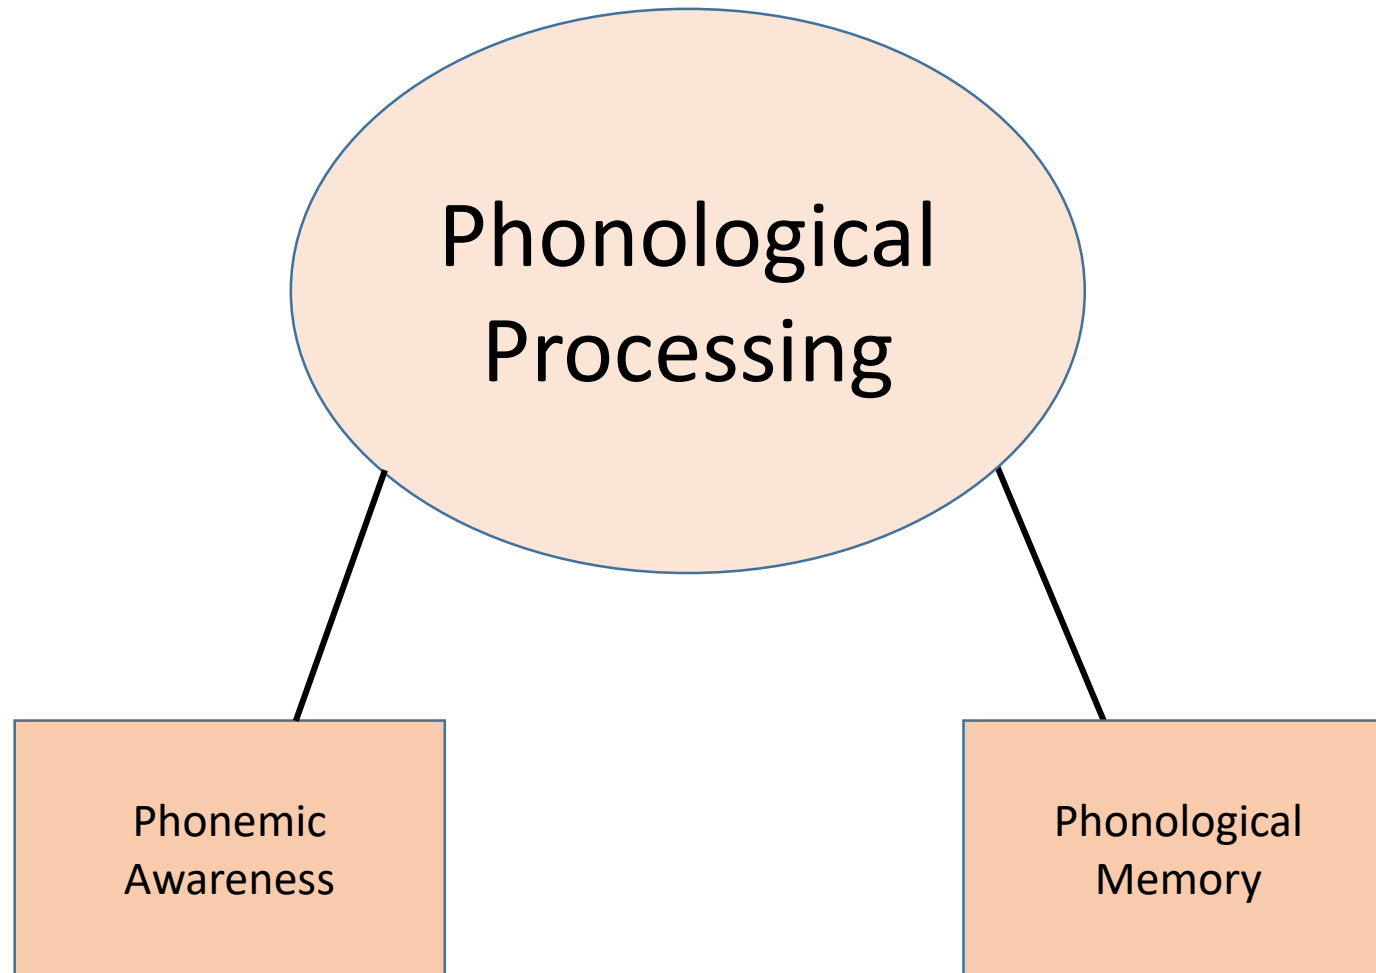 Phonological
Processing
Phonemic
Awareness
Phonological
Memory